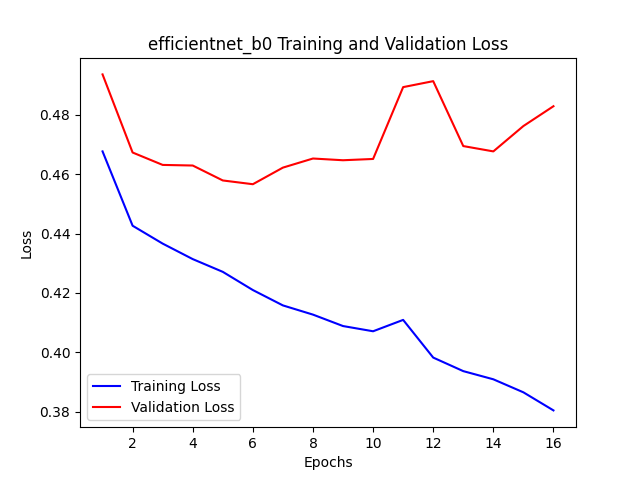 efficientnet_b0 Training and Validation Loss
Loss
0.48
0.46
0.44
0.42
0.40
0.38
Training Loss
Validation Loss
2 4 6 8 10 12 14 16
Epochs